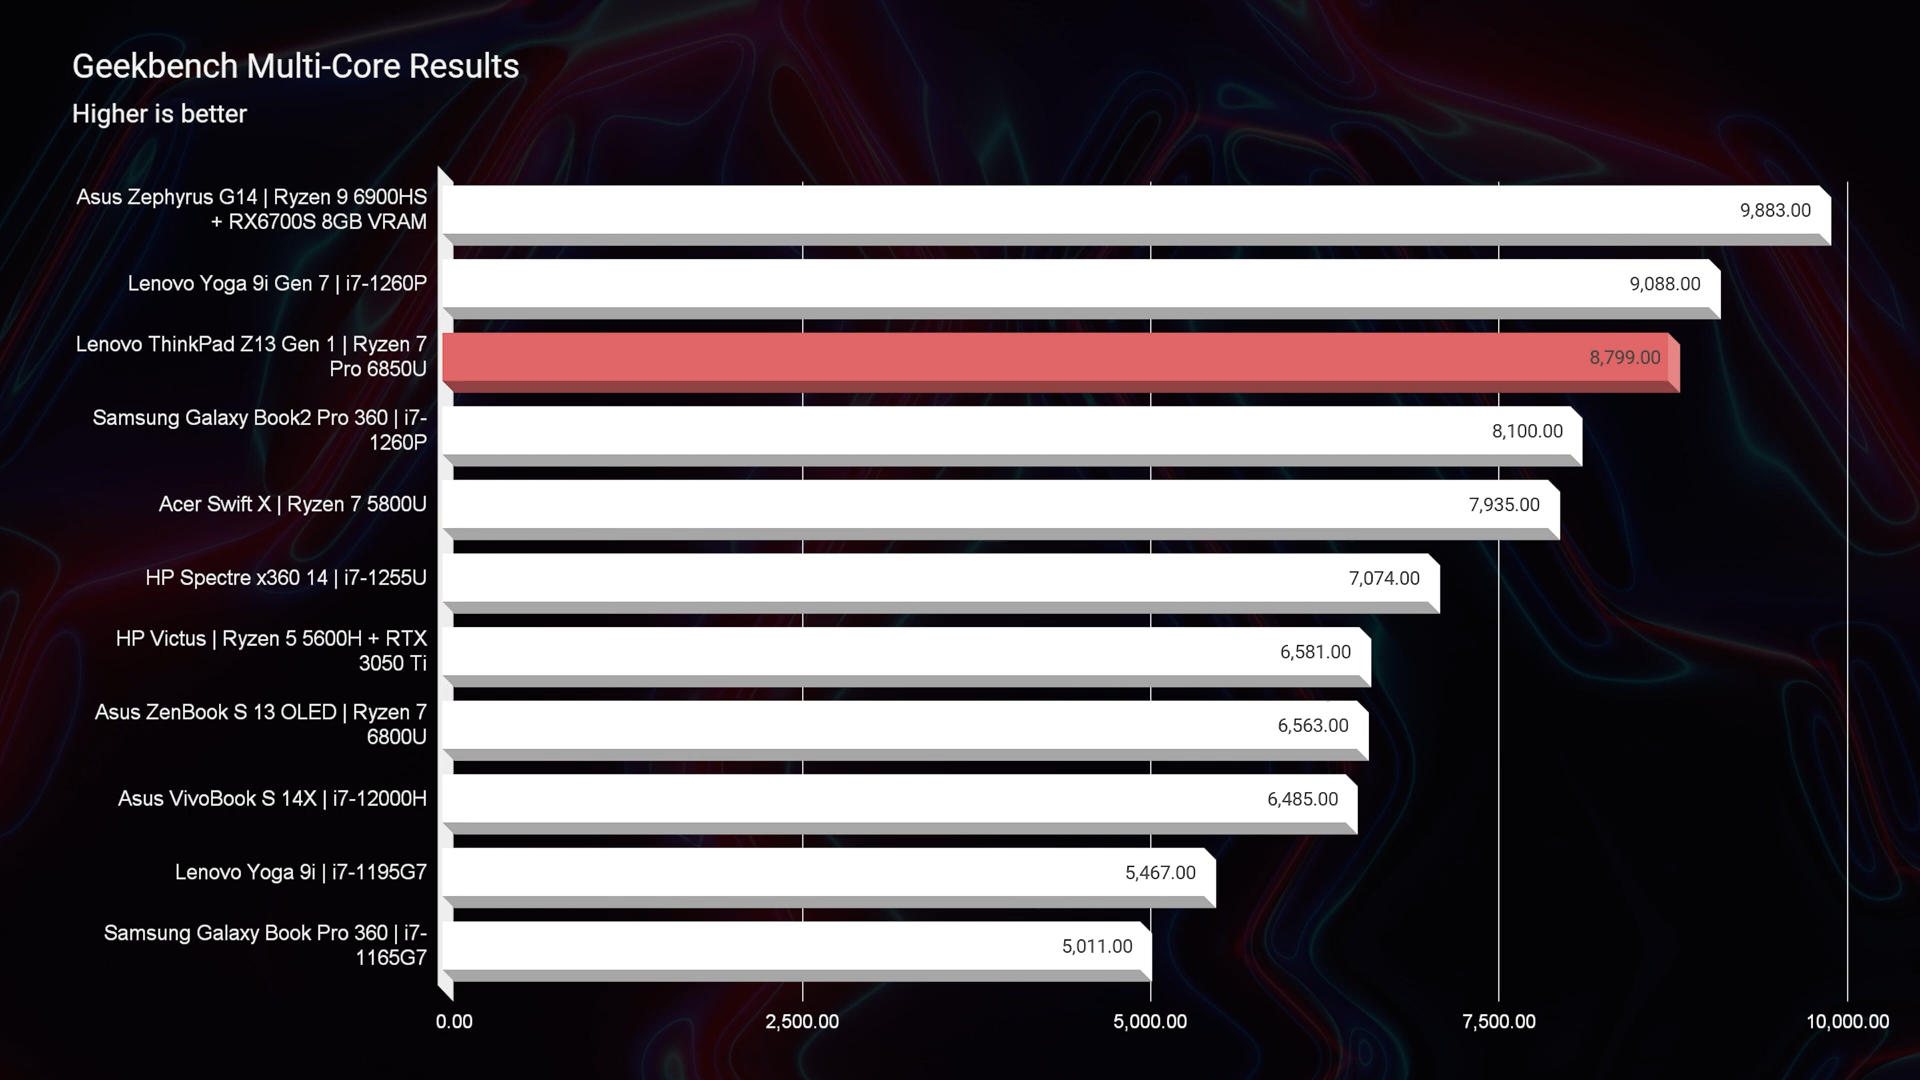 Geekbench Multi-Core Results
Higher is better
Asus Zephyrus G14 | Ryzen 9 6900HS
+ RX6700S 8GB VRAM
9,883.00
Lenovo Yoga 9i Gen 7 | i7-1260P
9,088.00
Lenovo ThinkPad Z13 Gen 1 | Ryzen 7
Pro 6850U
8,799.00
Samsung Galaxy Book2 Pro 360 | i7-
1260P
8,100.00
Acer Swift X | Ryzen 7 5800U
7,935.00
HP Spectre x360 14 | i7-1255U
7,074.00
HP Victus | Ryzen 5 5600H + RTX
3050 Ti
6,581.00
Asus ZenBook S 13 OLED | Ryzen 7
6800U
6,563.00
Asus VivoBook S 14X | i7-12000H
6,485.00
Lenovo Yoga 9i | i7-1195G7
5,467.00
Samsung Galaxy Book Pro 360 | i7-
1165G7
5,011.00
0.00 2,500.00 5,000.00 7,500.00 10,000.00